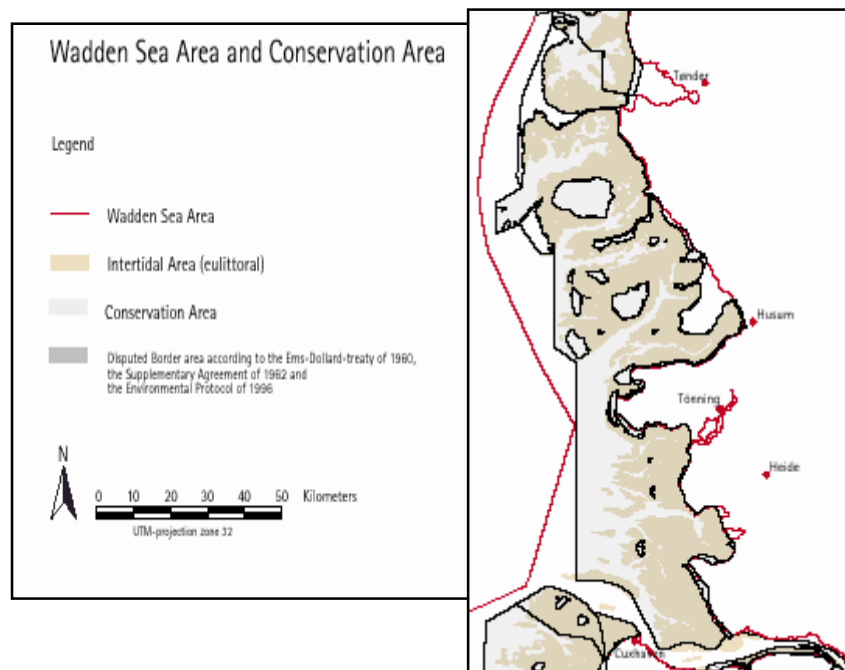 Wadden Sea Area and Conservation Area
Legend
Wadden Sea Area
Intertidal Area (eulittoral)
Conservation Area
Disputed Border area according to the Ems-Dollard-treaty of 1960,
the Supplementary Agreement of 1962 and
the Environmental Protocol of 1996
N
0 10 20 30 40 50 Kilometers
UTM-projection zone 32
Tønder
Husum
Tönning
Heide
Cuxhaven